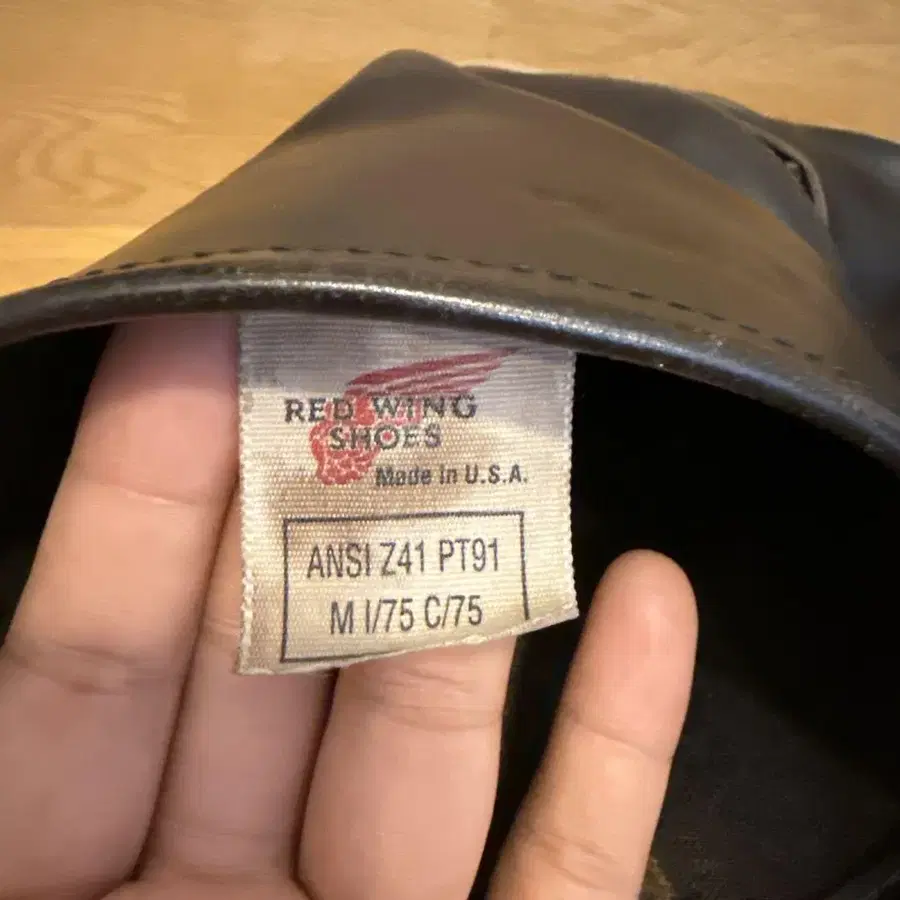 RED WING
SHOES
Made in U.S.A.
ANSI Z41 PT91
M I/75 C/75